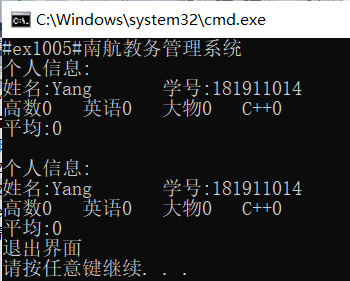 C:\Windows\system32\cmd.exe
#ex1005#南航教务管理系统
个人信息:
姓名:Yang 学号:181911014
高数0 英语0 大物0 C++0
平均:0
个人信息:
姓名:Yang 学号:181911014
高数0 英语0 大物0 C++0
平均:0
退出界面
请按任意键继续. . .